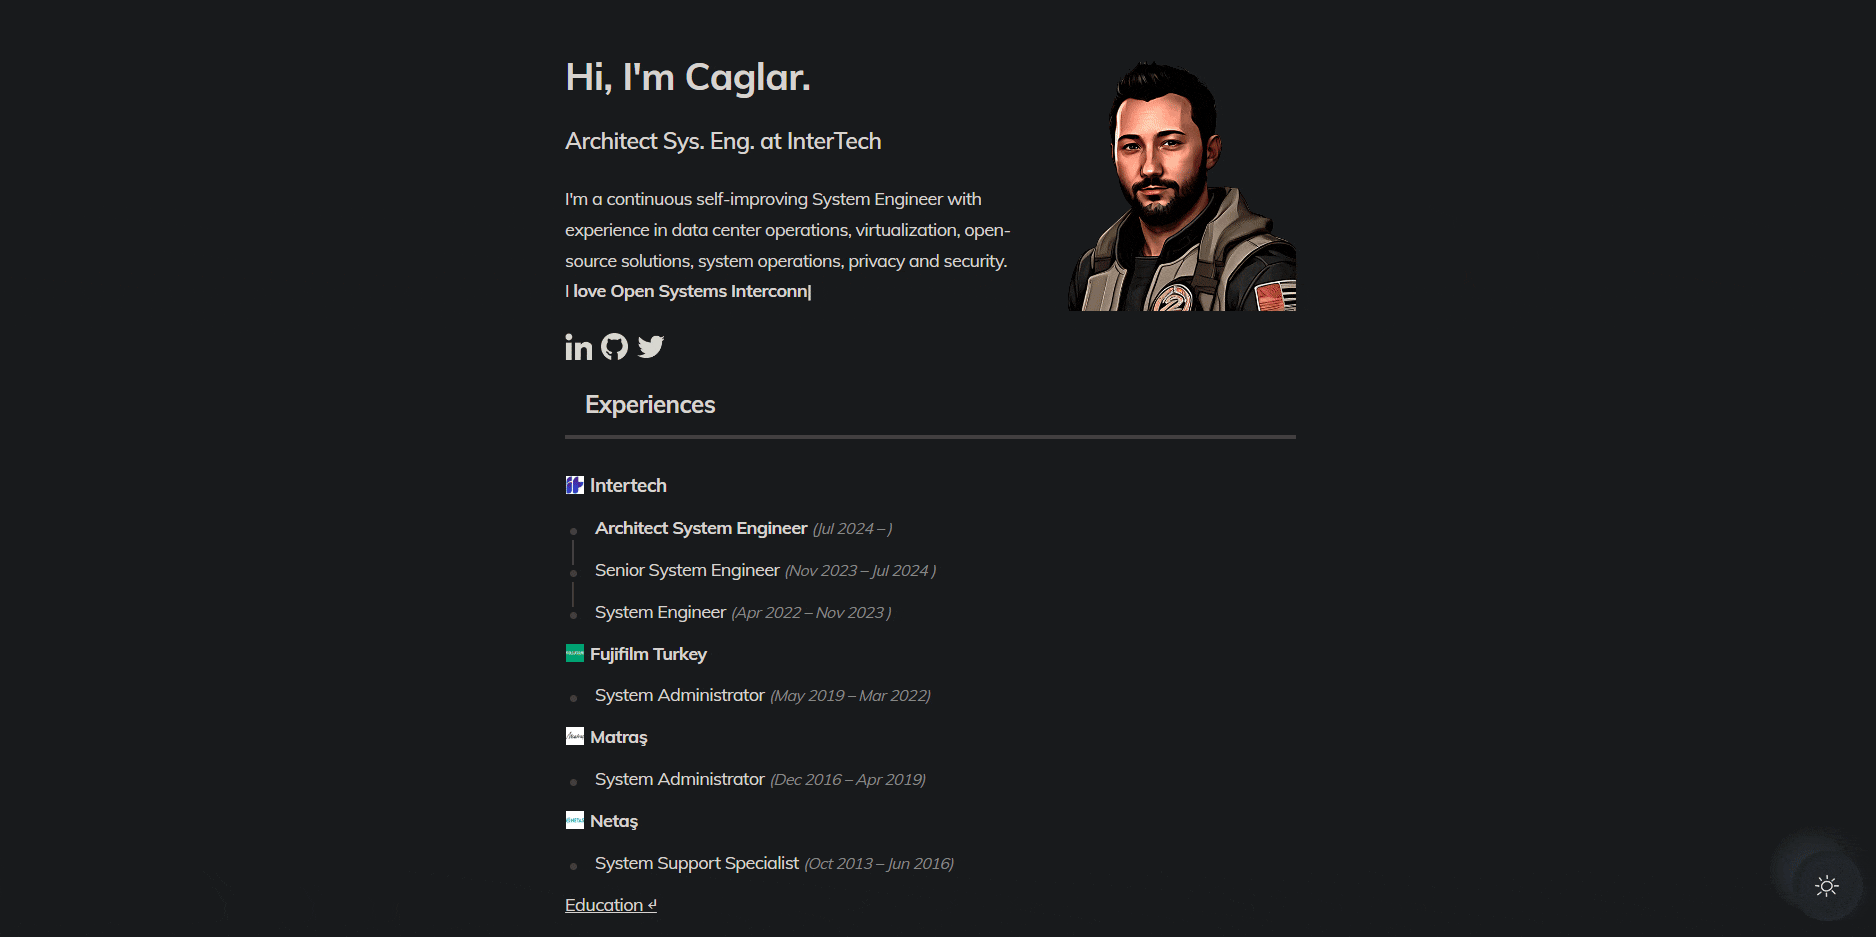 Hi, I'm Caglar.
Architect Sys. Eng. at InterTech
I'm a continuous self-improving System Engineer with
experience in data center operations, virtualization, open-
source solutions, system operations, privacy and security.
I love Open Systems Interconn|
Experiences
Intertech
Architect System Engineer (Jul 2024 – )
Senior System Engineer (Nov 2023 – Jul 2024 )
System Engineer (Apr 2022 – Nov 2023 )
Fujifilm Turkey
System Administrator (May 2019 – Mar 2022)
Matraş
System Administrator (Dec 2016 – Apr 2019)
Netaş
System Support Specialist (Oct 2013 – Jun 2016)
Education ↵